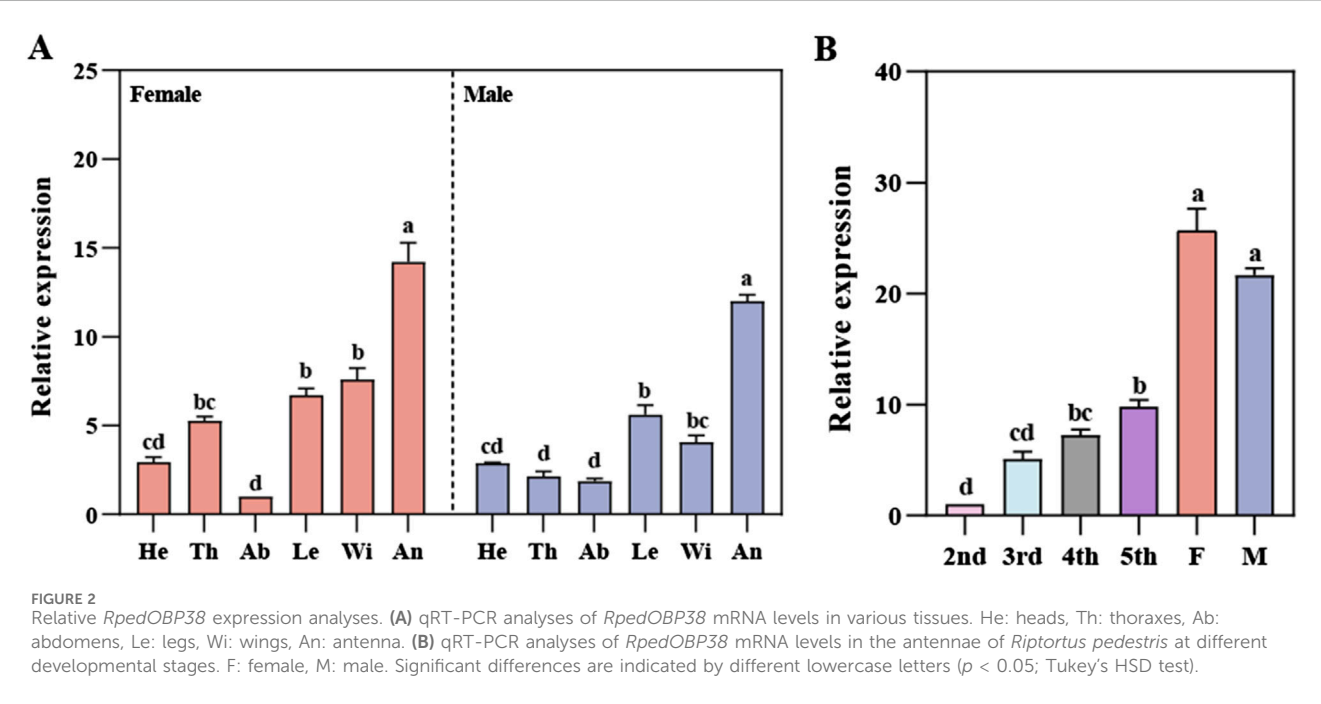 A
B
25
20
15
10
5
0
Relative expression
Female
Male
cd
bc
d
b
b
a
cd
d
d
b
bc
a
He Th Ab Le Wi An He Th Ab Le Wi An
40
30
20
10
0
Relative expression
d
cd
bc
b
a
a
2nd 3rd 4th 5th F M
FIGURE 2
Relative RpedOBP38 expression analyses. (A) qRT-PCR analyses of RpedOBP38 mRNA levels in various tissues. He: heads, Th: thoraxes, Ab:
abdomens, Le: legs, Wi: wings, An: antenna. (B) qRT-PCR analyses of RpedOBP38 mRNA levels in the antennae of Riptortus pedestris at different
developmental stages. F: female, M: male. Significant differences are indicated by different lowercase letters (p < 0.05; Tukey’s HSD test).